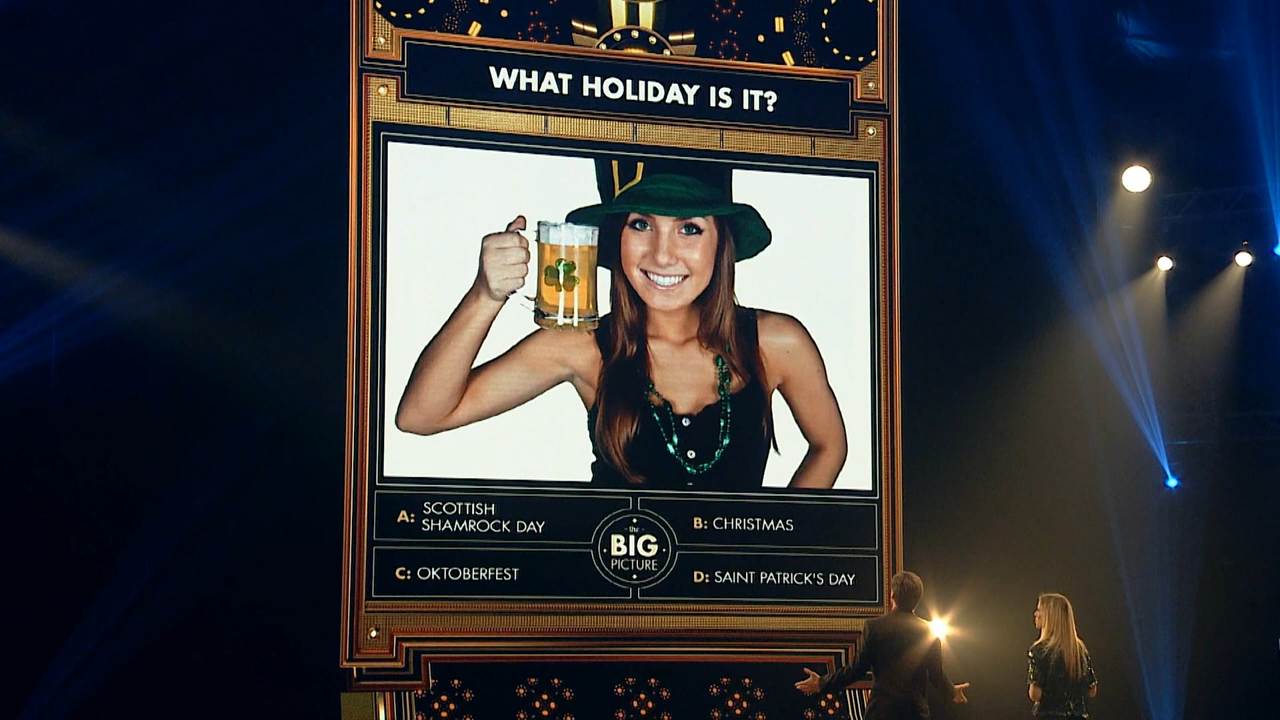 WHAT HOLIDAY IS IT?
A: SCOTTISH
SHAMROCK DAY
B: CHRISTMAS
the
BIG
PICTURE
C: OKTOBERFEST
D: SAINT PATRICK'S DAY